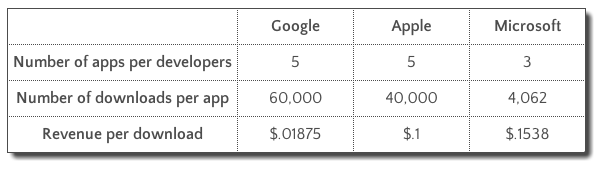 Google Apple Microsoft
Number of apps per developers 5 5 3
Number of downloads per app 60,000 40,000 4,062
Revenue per download $.01875 $.1 $.1538